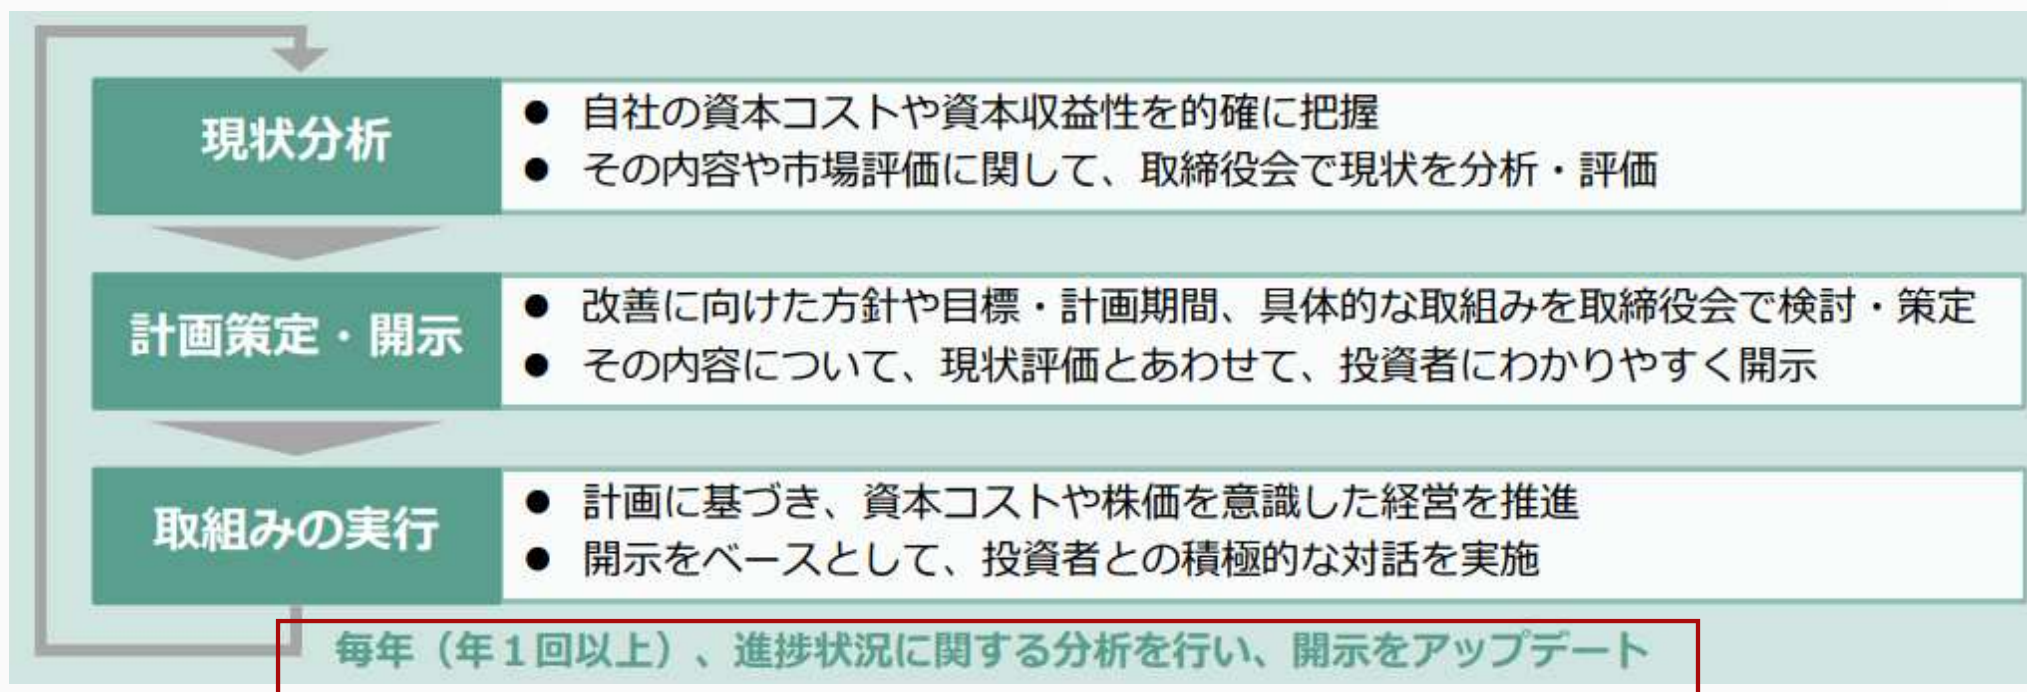 現状分析
● 自社の資本コストや資本収益性を的確に把握
● その内容や市場評価に関して、取締役会で現状を分析・評価
計画策定・開示
● 改善に向けた方針や目標・計画期間、具体的な取組みを取締役会で検討・策定
● その内容について、現状評価とあわせて、投資者にわかりやすく開示
取組みの実行
● 計画に基づき、資本コストや株価を意識した経営を推進
● 開示をベースとして、投資者との積極的な対話を実施
毎年（年１回以上）、進捗状況に関する分析を行い、開示をアップデート